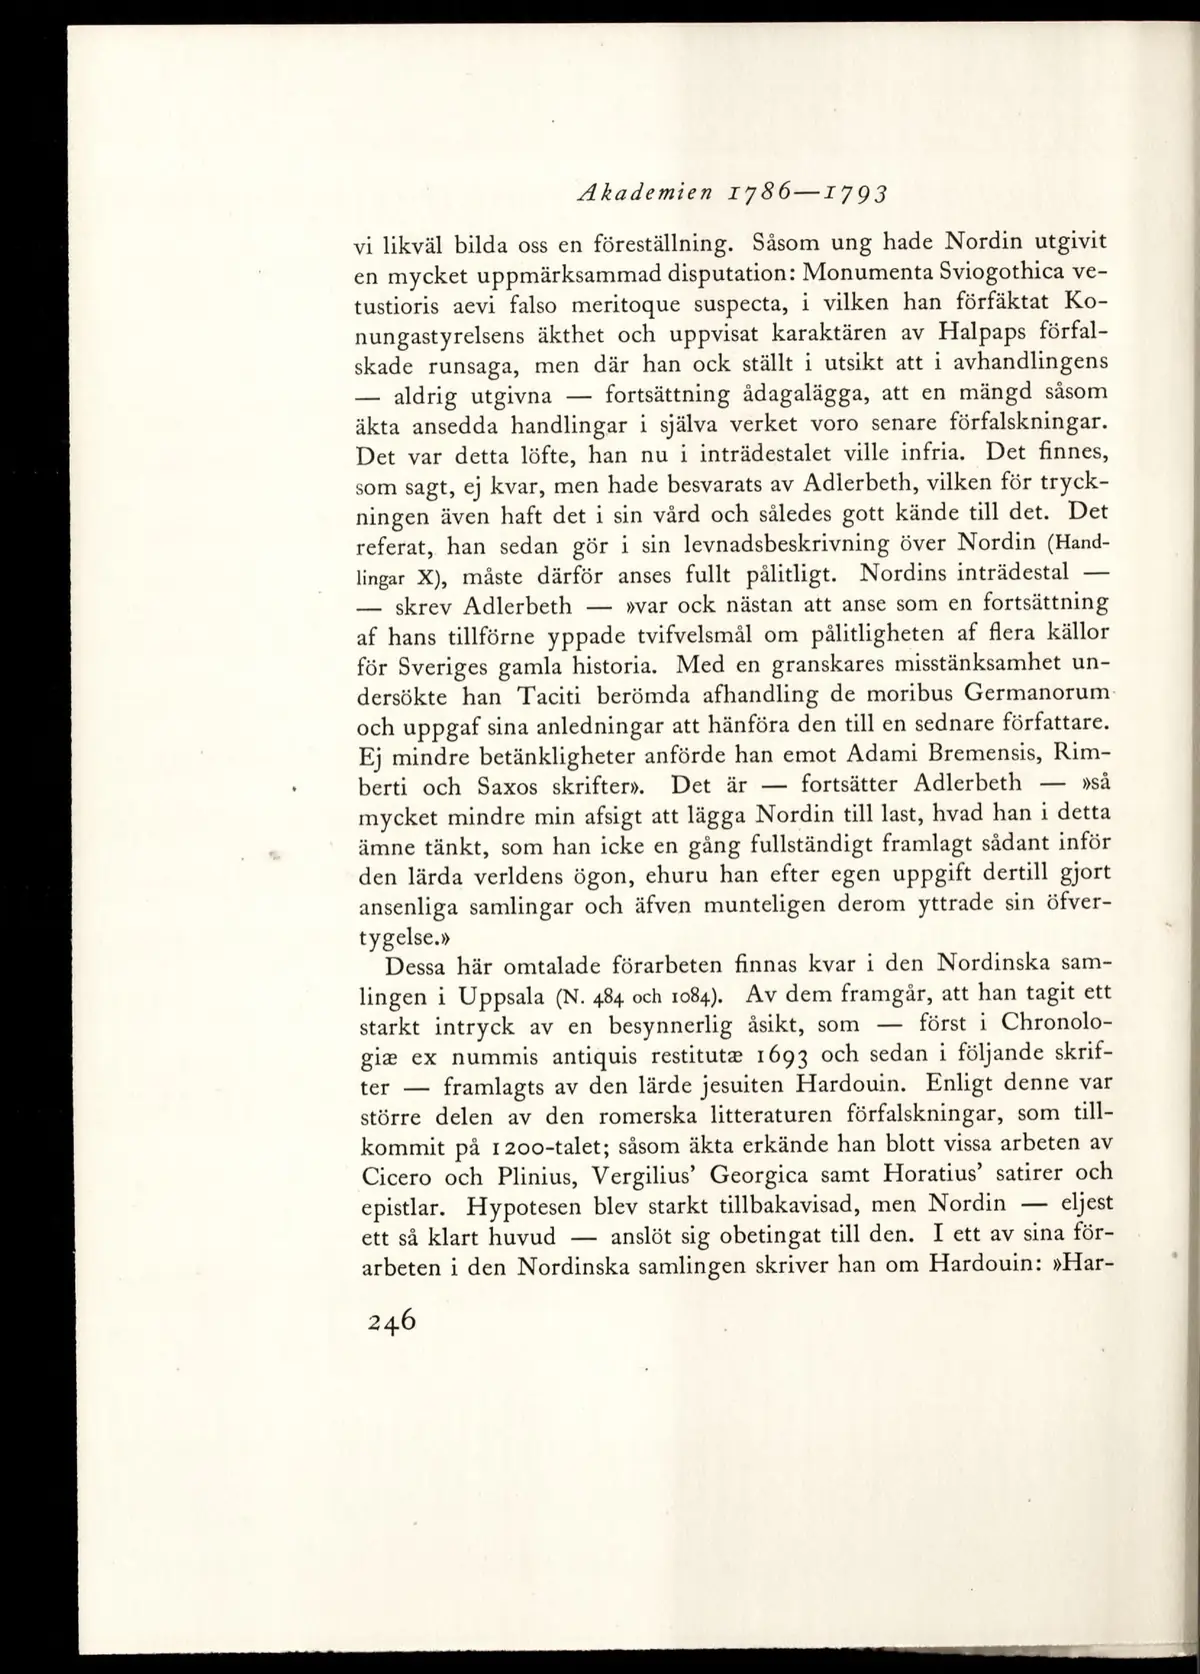 Akademien 1786—1793
vi likväl bilda oss en föreställning. Såsom ung hade Nordin utgivit
en mycket uppmärksammad disputation: Monumenta Sviogothica ve-
tustioris aevi falso meritoque suspecta, i vilken han förfäktat Ko-
nungastyrelsens äkthet och uppvisat karaktären av Halpaps förfal-
skade runsaga, men där han ock ställt i utsikt att i avhandlingens
— aldrig utgivna — fortsättning ådagalägga, att en mängd såsom
äkta ansedda handlingar i själva verket voro senare förfalskningar.
Det var detta löfte, han nu i inträdestalet ville infria. Det finnes,
som sagt, ej kvar, men hade besvarats av Adlerbeth, vilken för tryck-
ningen även haft det i sin vård och således gott kände till det. Det
referat, han sedan gör i sin levnadsbeskrivning över Nordin (Hand-
lingar X), måste därför anses fullt pålitligt. Nordins inträdestal —
— skrev Adlerbeth — »var ock nästan att anse som en fortsättning
af hans tillförne yppade tvifvelsmål om pålitligheten af flera källor
för Sveriges gamla historia. Med en granskares misstänksamhet un-
dersökte han Taciti berömda afhandling de moribus Germanorum
och uppgaf sina anledningar att hänföra den till en sednare författare.
Ej mindre betänkligheter anförde han emot Adami Bremensis, Rim-
berti och Saxos skrifter». Det är — fortsätter Adlerbeth — »så
mycket mindre min afsigt att lägga Nordin till last, hvad han i detta
ämne tänkt, som han icke en gång fullständigt framlagt sådant inför
den lärda verldens ögon, ehuru han efter egen uppgift dertill gjort
ansenliga samlingar och äfven munteligen derom yttrade sin öfver-
tygelse.»
Dessa här omtalade förarbeten finnas kvar i den Nordinska sam-
lingen i Uppsala (N. 484 och 1084). Av dem framgår, att han tagit ett
starkt intryck av en besynnerlig åsikt, som — först i Chronolo-
giæ ex nummis antiquis restitutæ 1693 och sedan i följande skrif-
ter — framlagts av den lärde jesuiten Hardouin. Enligt denne var
större delen av den romerska litteraturen förfalskningar, som till-
kommit på 1200-talet; såsom äkta erkände han blott vissa arbeten av
Cicero och Plinius, Vergilius’ Georgica samt Horatius’ satirer och
epistlar. Hypotesen blev starkt tillbakavisad, men Nordin — eljest
ett så klart huvud — anslöt sig obetingat till den. I ett av sina för-
arbeten i den Nordinska samlingen skriver han om Hardouin: »Har-
246